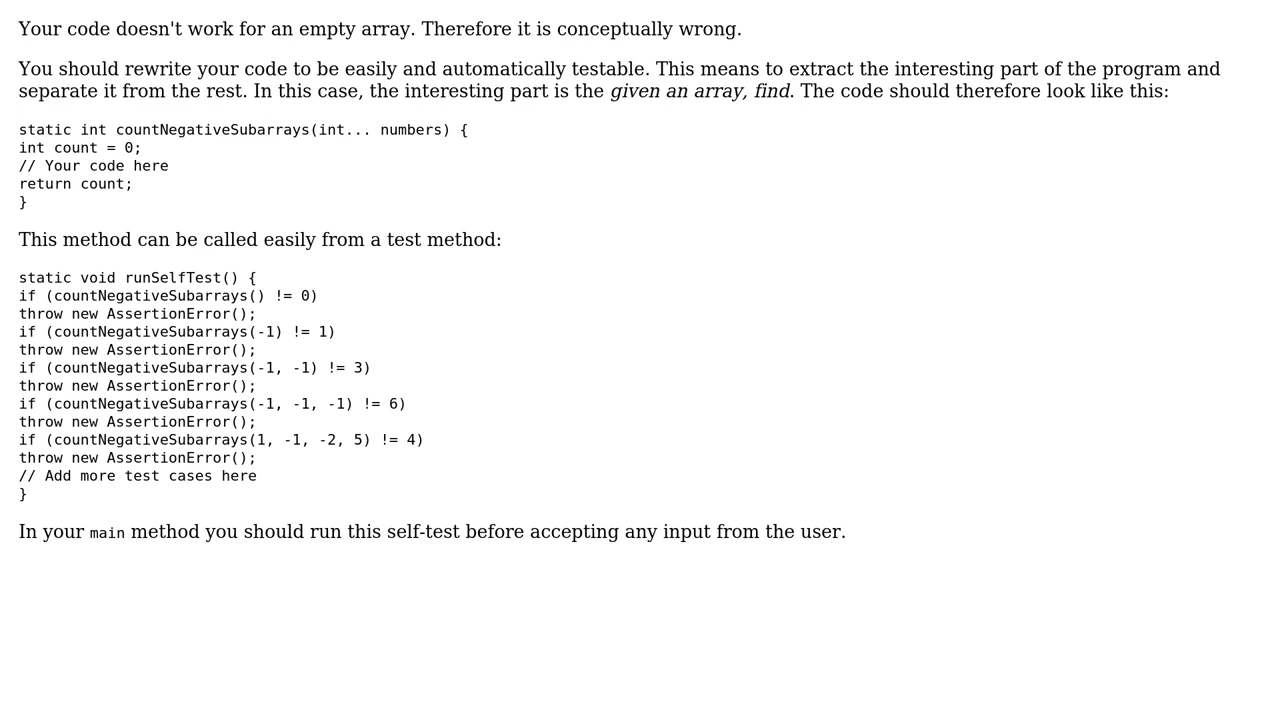 Your code doesn't work for an empty array. Therefore it is conceptually wrong.
You should rewrite your code to be easily and automatically testable. This means to extract the interesting part of the program and
separate it from the rest. In this case, the interesting part is the given an array, find. The code should therefore look like this:
static int countNegativeSubarrays(int... numbers) {
int count = 0;
// Your code here
return count;
}
This method can be called easily from a test method:
static void runSelfTest() {
if (countNegativeSubarrays() != 0)
throw new AssertionError();
if (countNegativeSubarrays(-1) != 1)
throw new AssertionError();
if (countNegativeSubarrays(-1, -1) != 3)
throw new AssertionError();
if (countNegativeSubarrays(-1, -1, -1) != 6)
throw new AssertionError();
if (countNegativeSubarrays(1, -1, -2, 5) != 4)
throw new AssertionError();
// Add more test cases here
}
In your main method you should run this self-test before accepting any input from the user.